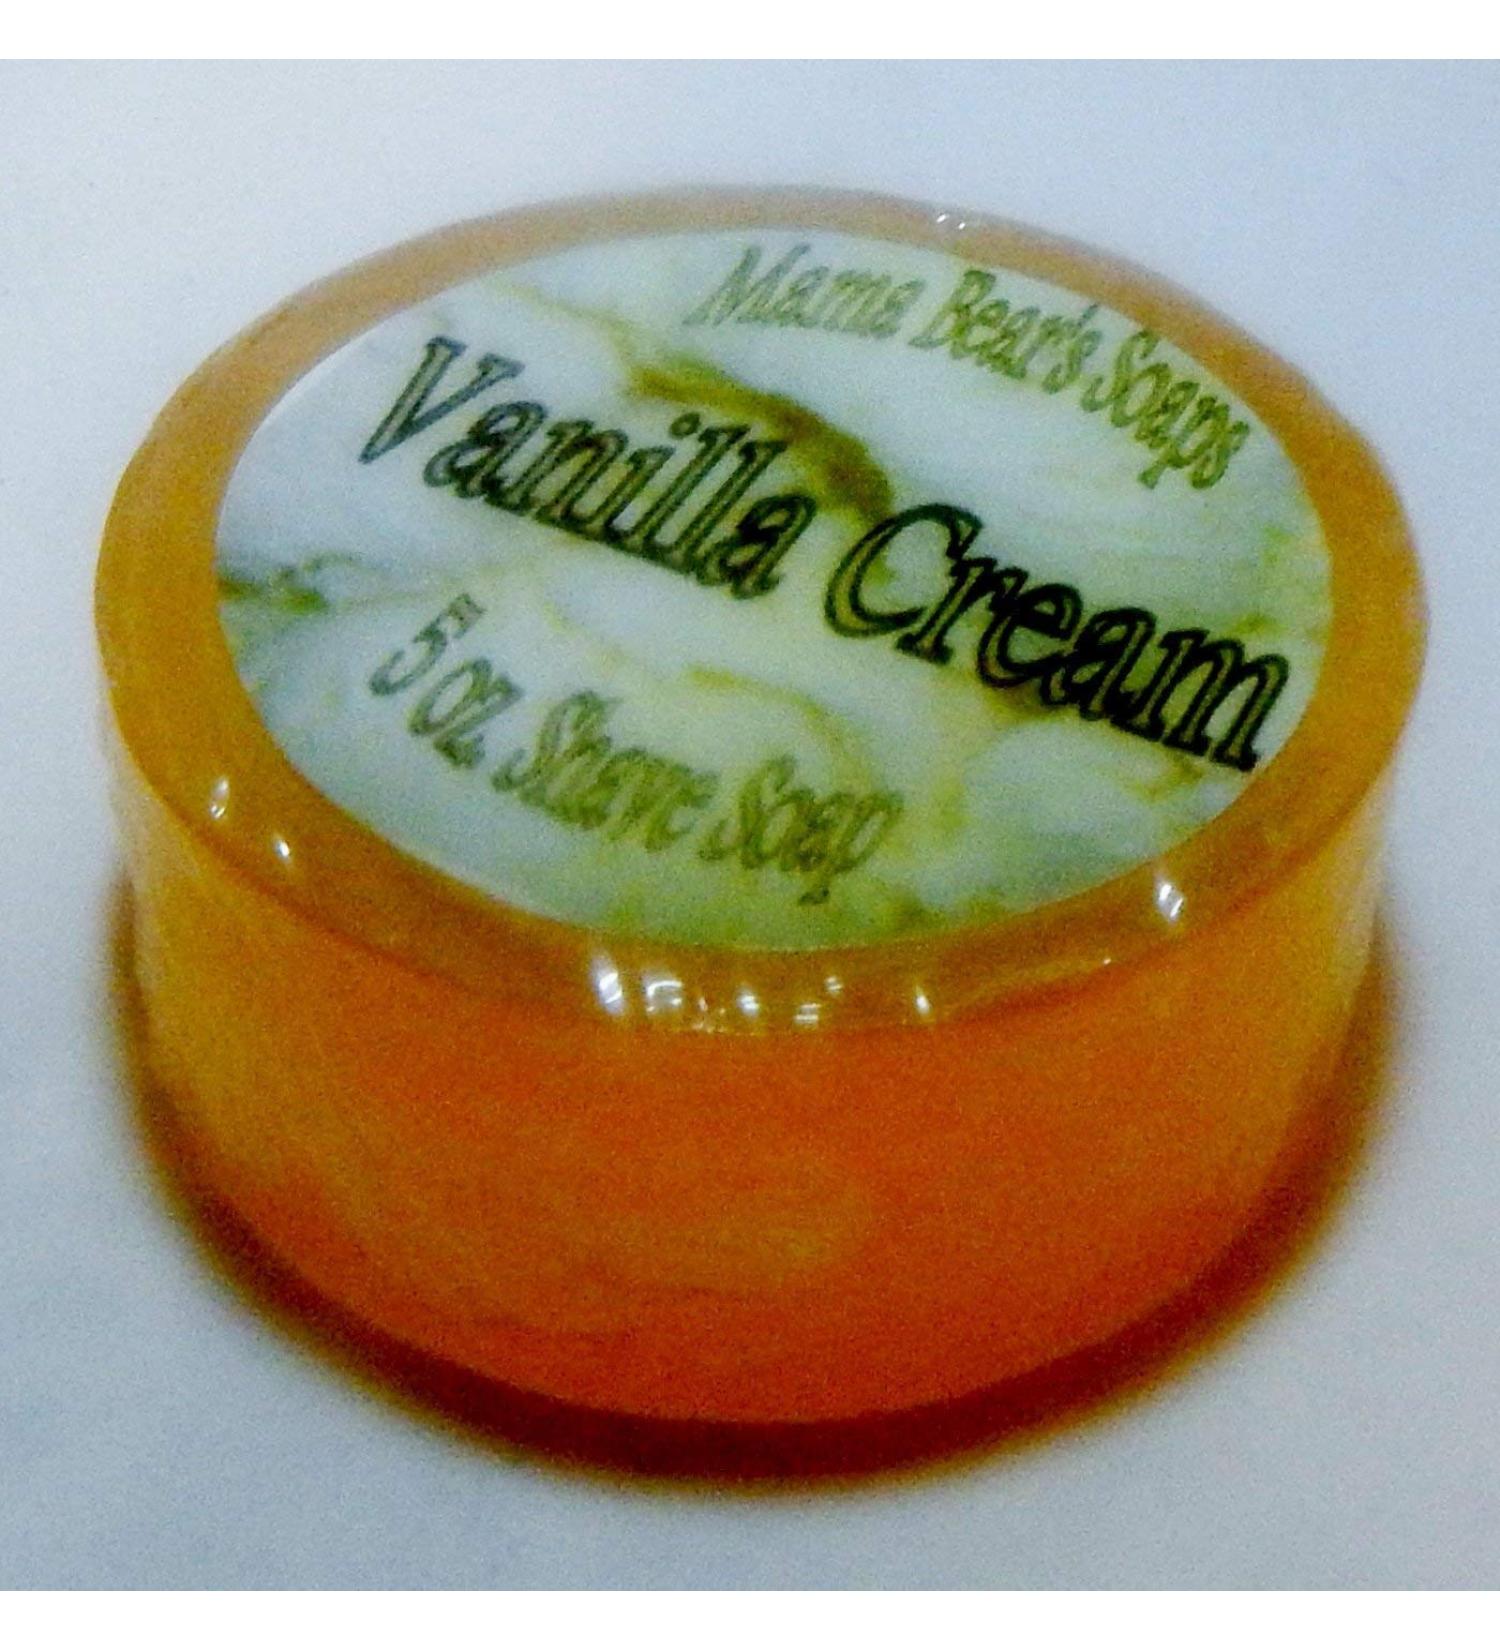 Mama Bear's Soaps
Vanilla Cream
5 oz. Shave Soap